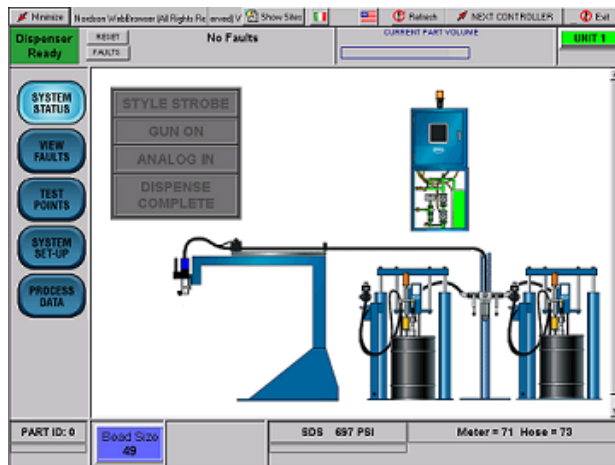 Minimize
Nordson WebBrowser (All Rights Re erved) V
Show Sites
Refresh
NEXT CONTROLLER
Exit
Dispenser
Ready
RESET
FAULTS
No Faults
CURRENT PART VOLUME
UNIT 1
SYSTEM
STATUS
VIEW
FAULTS
TEST
POINTS
SYSTEM
SET-UP
PROCESS
DATA
STYLE STROBE
GUN ON
ANALOG IN
DISPENSE
COMPLETE
PART ID: 0
Bead Size
49
SDS 697 PSI
Meter = 71 Hose = 73